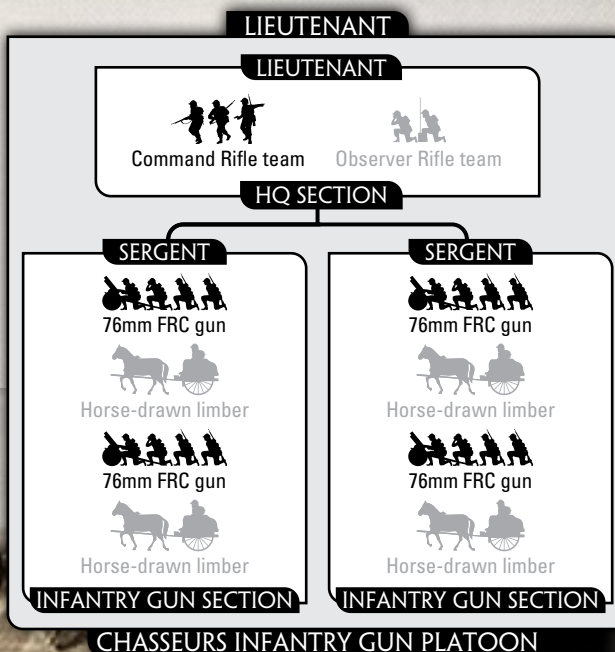 LIEUTENANT
LIEUTENANT
Command Rifle team
Observer Rifle team
HQ SECTION
SERGENT
76mm FRC gun
Horse-drawn limber
76mm FRC gun
Horse-drawn limber
INFANTRY GUN SECTION
SERGENT
76mm FRC gun
Horse-drawn limber
76mm FRC gun
Horse-drawn limber
INFANTRY GUN SECTION
CHASSEURS INFANTRY GUN PLATOON